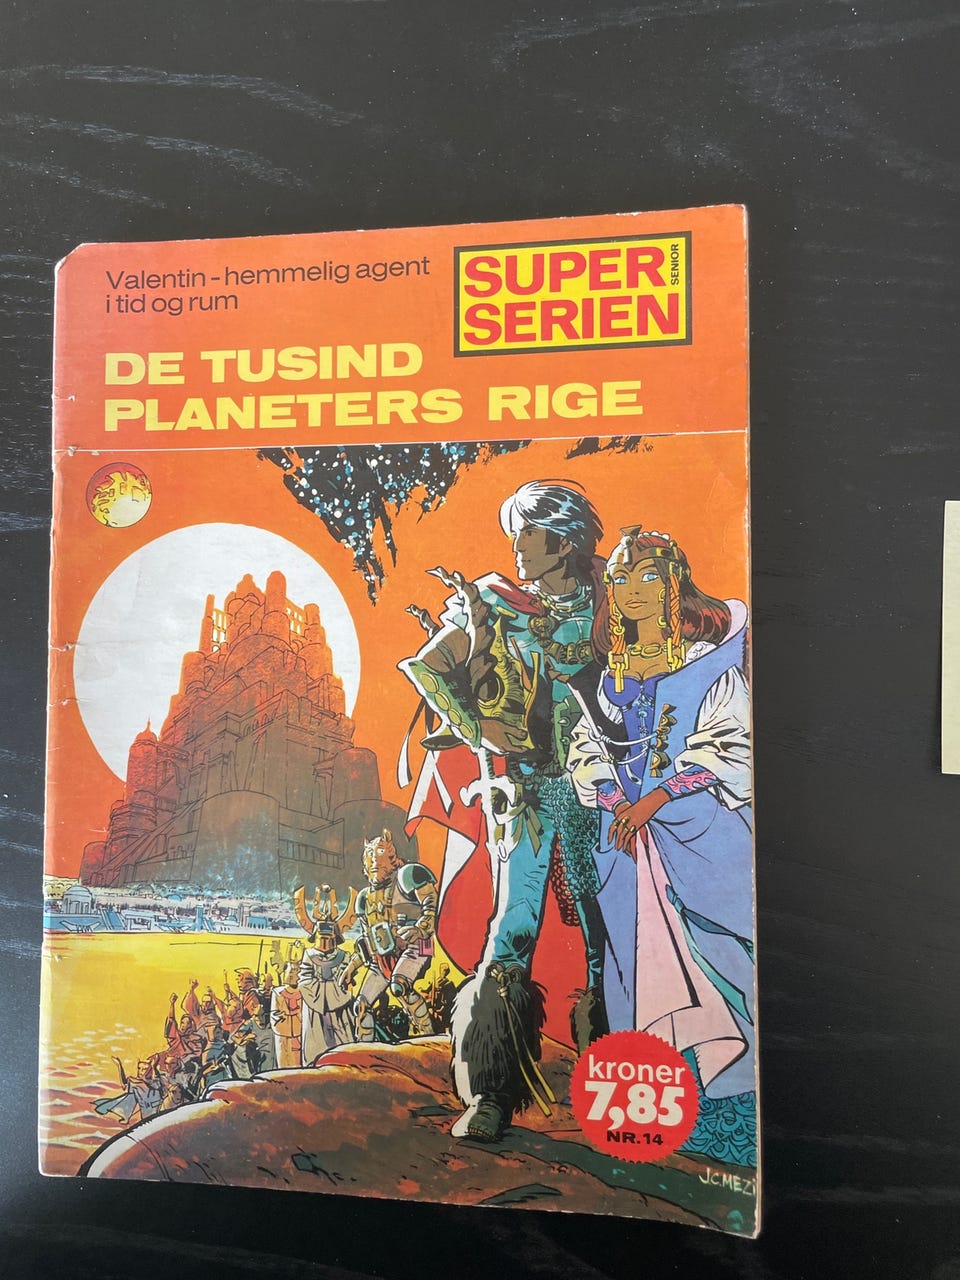 Valentin - hemmelig agent
i tid og rum
SUPER
SERIEN
SENIOR
DE TUSIND
PLANETERS RIGE
kroner
7,85
NR. 14
J.C. MEZI